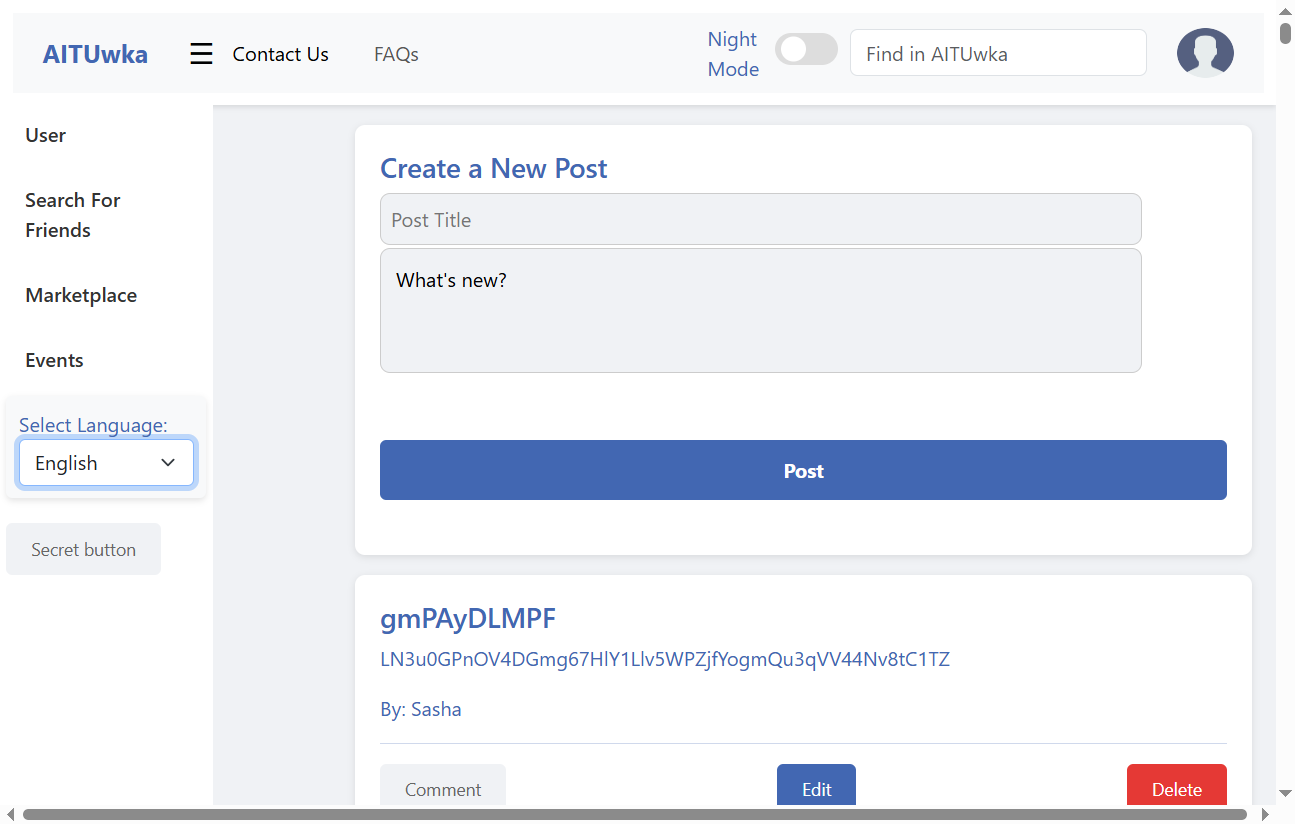 AITUwka
Contact Us
FAQs
Night
Mode
Find in AITUwka
User
Search For
Friends
Marketplace
Events
Select Language:
English
Secret button
Create a New Post
Post Title
What's new?
Post
gmPAyDLMPF
LN3u0GPnOV4DGmg67HlY1Llv5WPZjfYogmQu3qVV44Nv8tC1TZ
By: Sasha
Comment
Edit
Delete